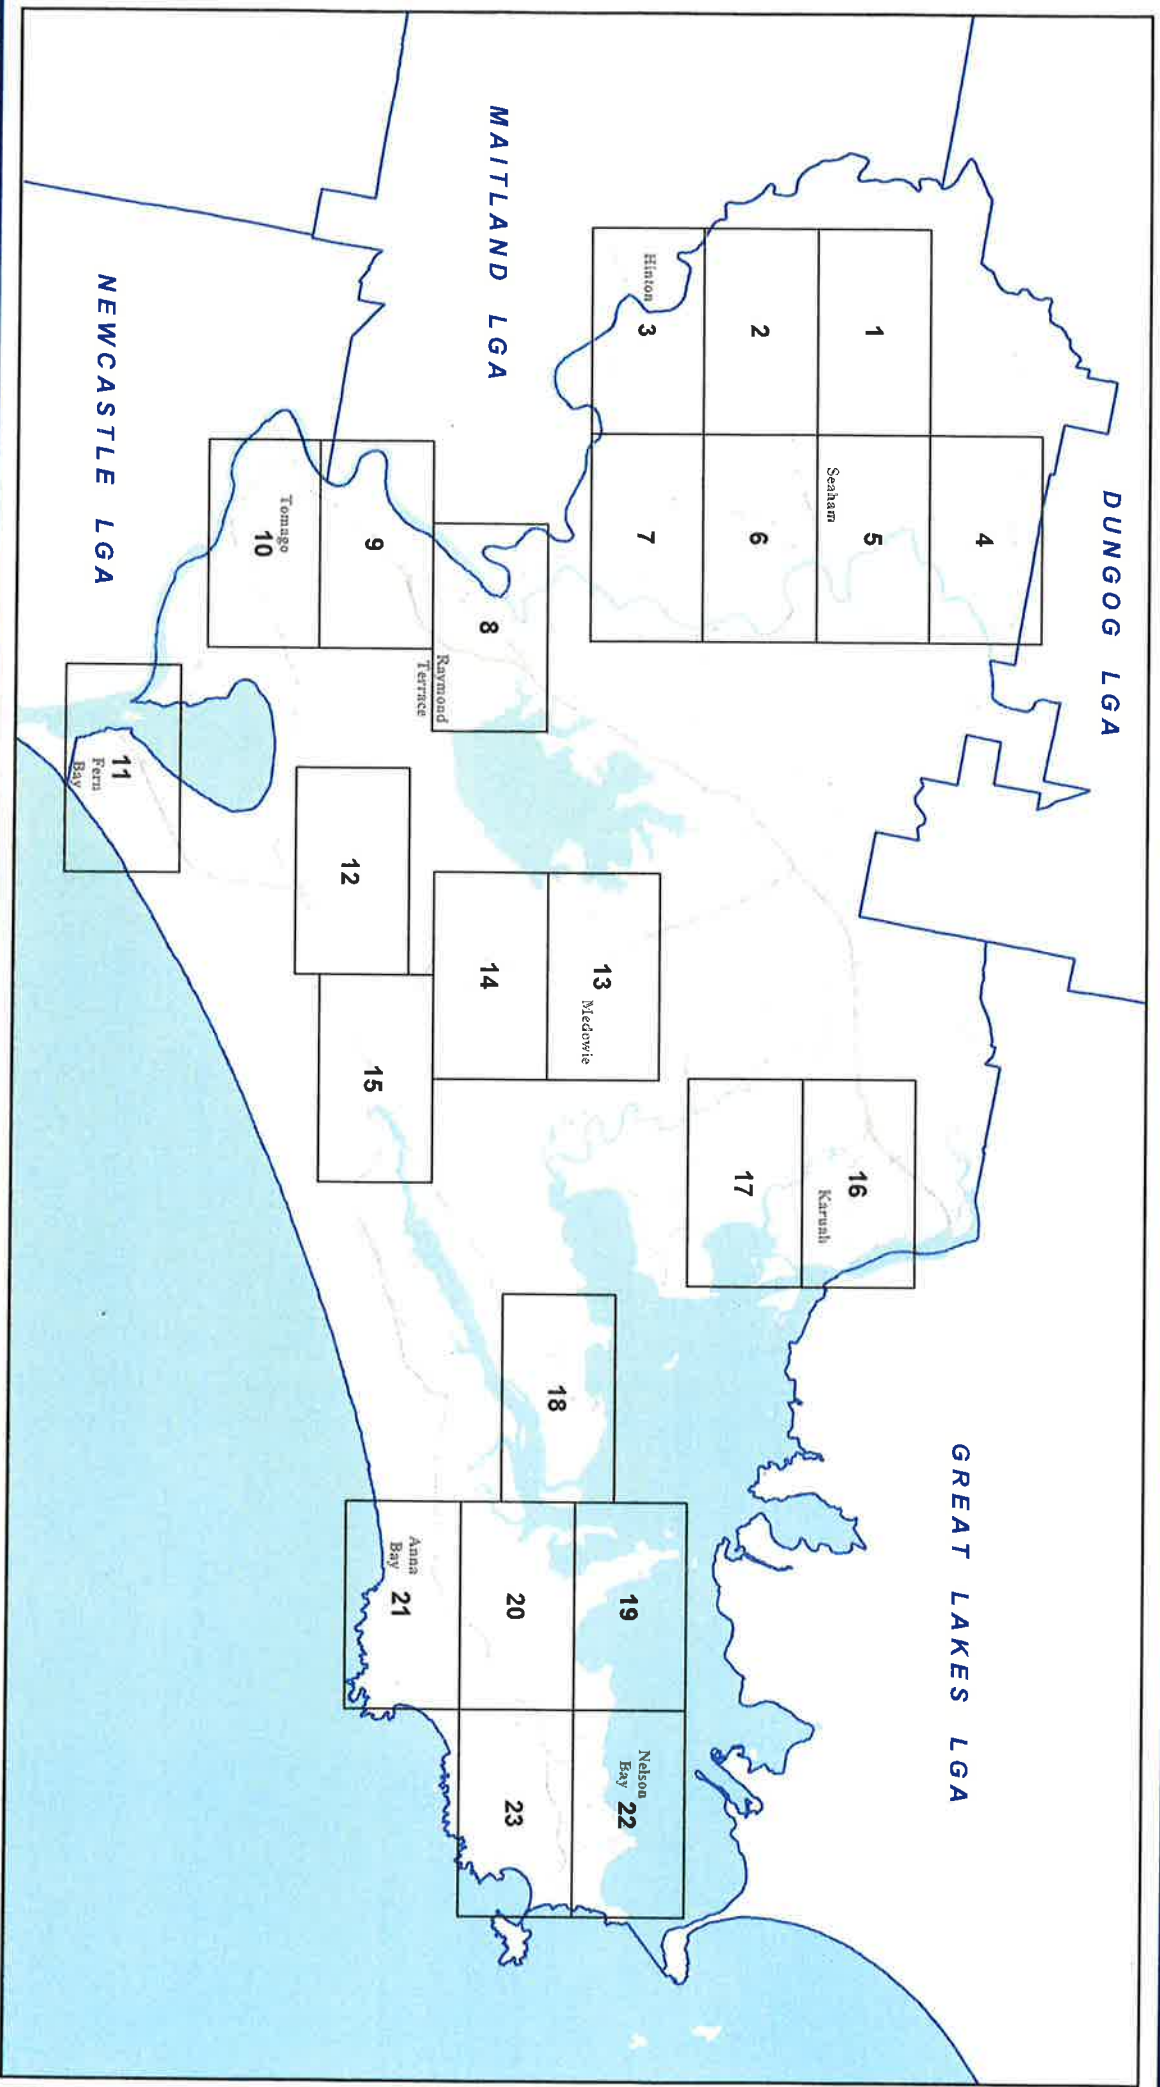 DUNGOG LGA
MAITLAND LGA
NEWCASTLE LGA
GREAT LAKES LGA
1
2
Hinton
3
4
Seaham
5
6
7
8
Raymond
Terrace
9
Tomago
10
11
Fern
Bay
12
13
Medowie
14
15
16
Karuah
17
18
19
20
Anna
Bay
21
Nelson
Bay
22
23